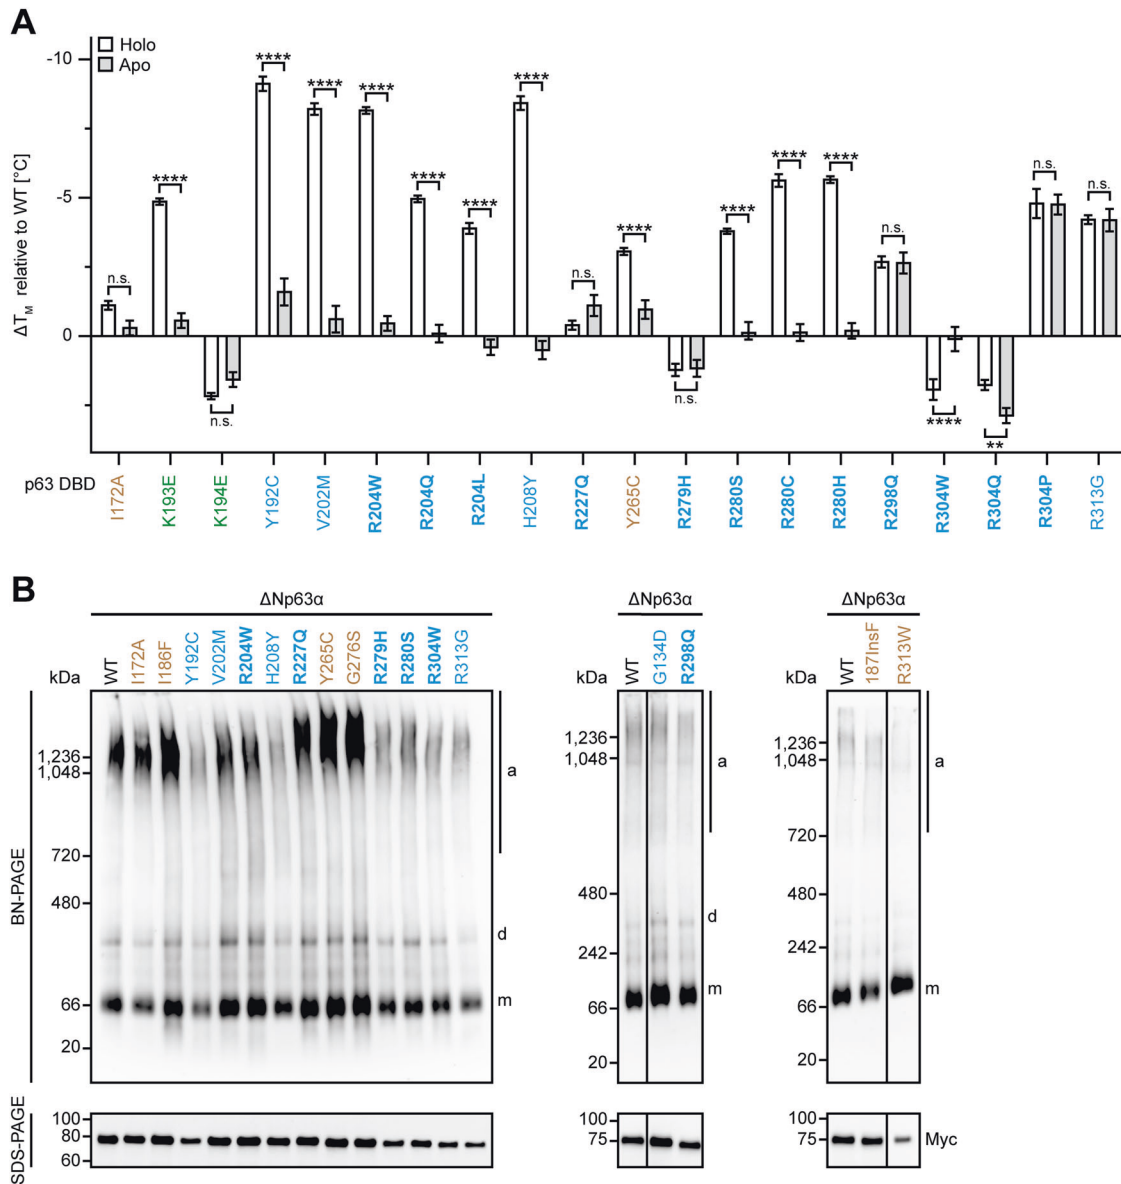 A
Holo
Apo
ΔTM relative to WT [°C]
-10
-5
0
n.s.
****
n.s.
****
****
****
****
****
****
n.s.
****
n.s.
****
****
****
n.s.
****
**
n.s.
n.s.
p63 DBD
I172A
K193E
K194E
Y192C
V202M
R204W
R204Q
R204L
H208Y
R227Q
Y265C
R279H
R280S
R280C
R280H
R298Q
R304W
R304Q
R304P
R313G
B
ΔNp63α
kDa
WT
I172A
I186F
Y192C
V202M
R204W
H208Y
R227Q
Y265C
G276S
R279H
R280S
R304W
R313G
BN-PAGE
1,236
1,048
720
480
66
20
a
d
m
SDS-PAGE
100
80
60
ΔNp63α
kDa
WT
G134D
R298Q
1,236
1,048
480
242
66
20
a
d
m
100
75
ΔNp63α
kDa
WT
187InsF
R313W
1,236
1,048
720
480
242
66
20
a
m
100
75
Myc